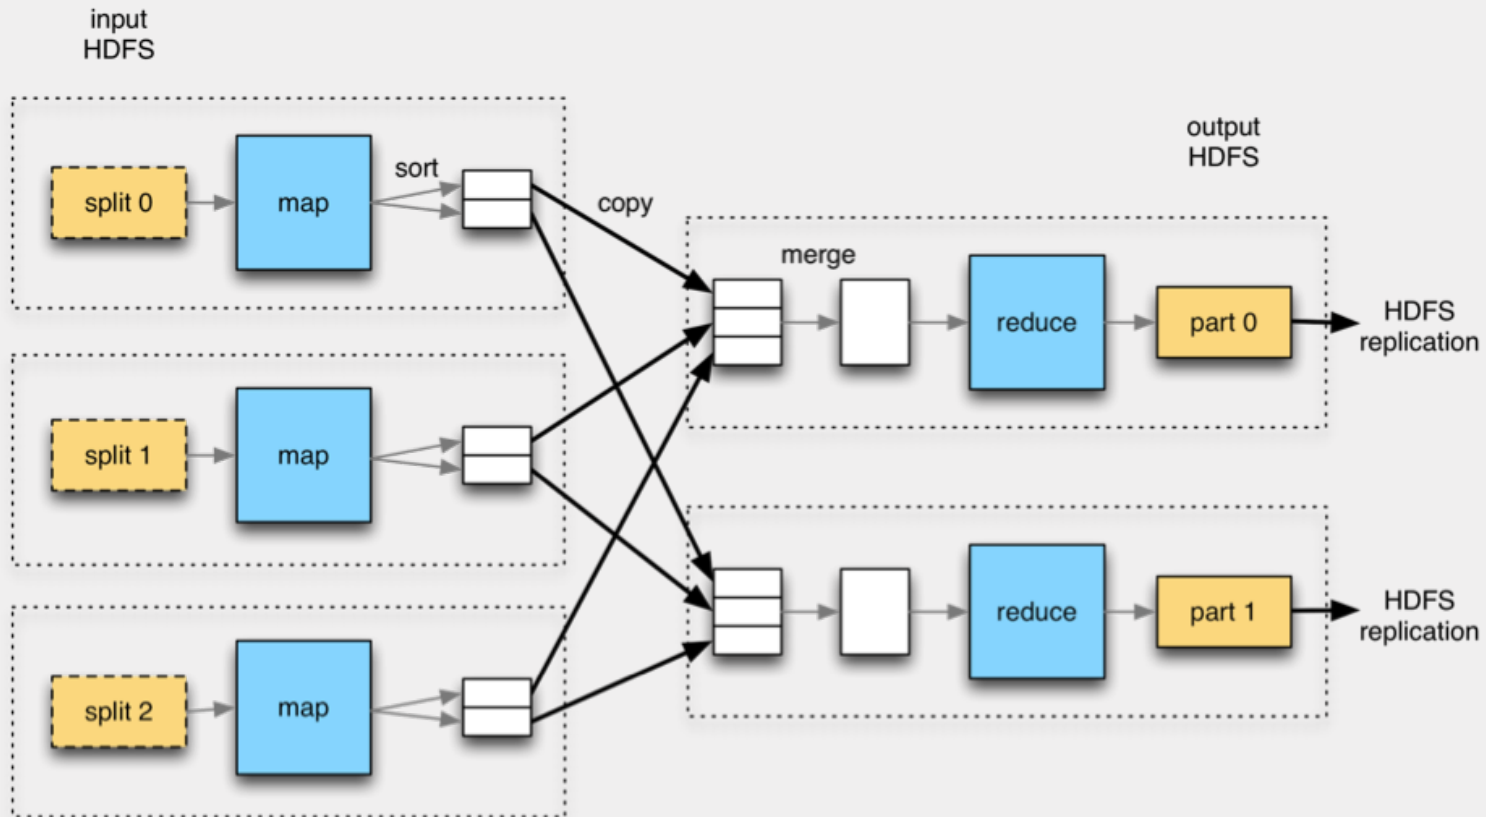 input
HDFS
output
HDFS
split 0
map
sort
copy
merge
reduce
part 0
HDFS
replication
split 1
map
split 2
map
reduce
part 1
HDFS
replication